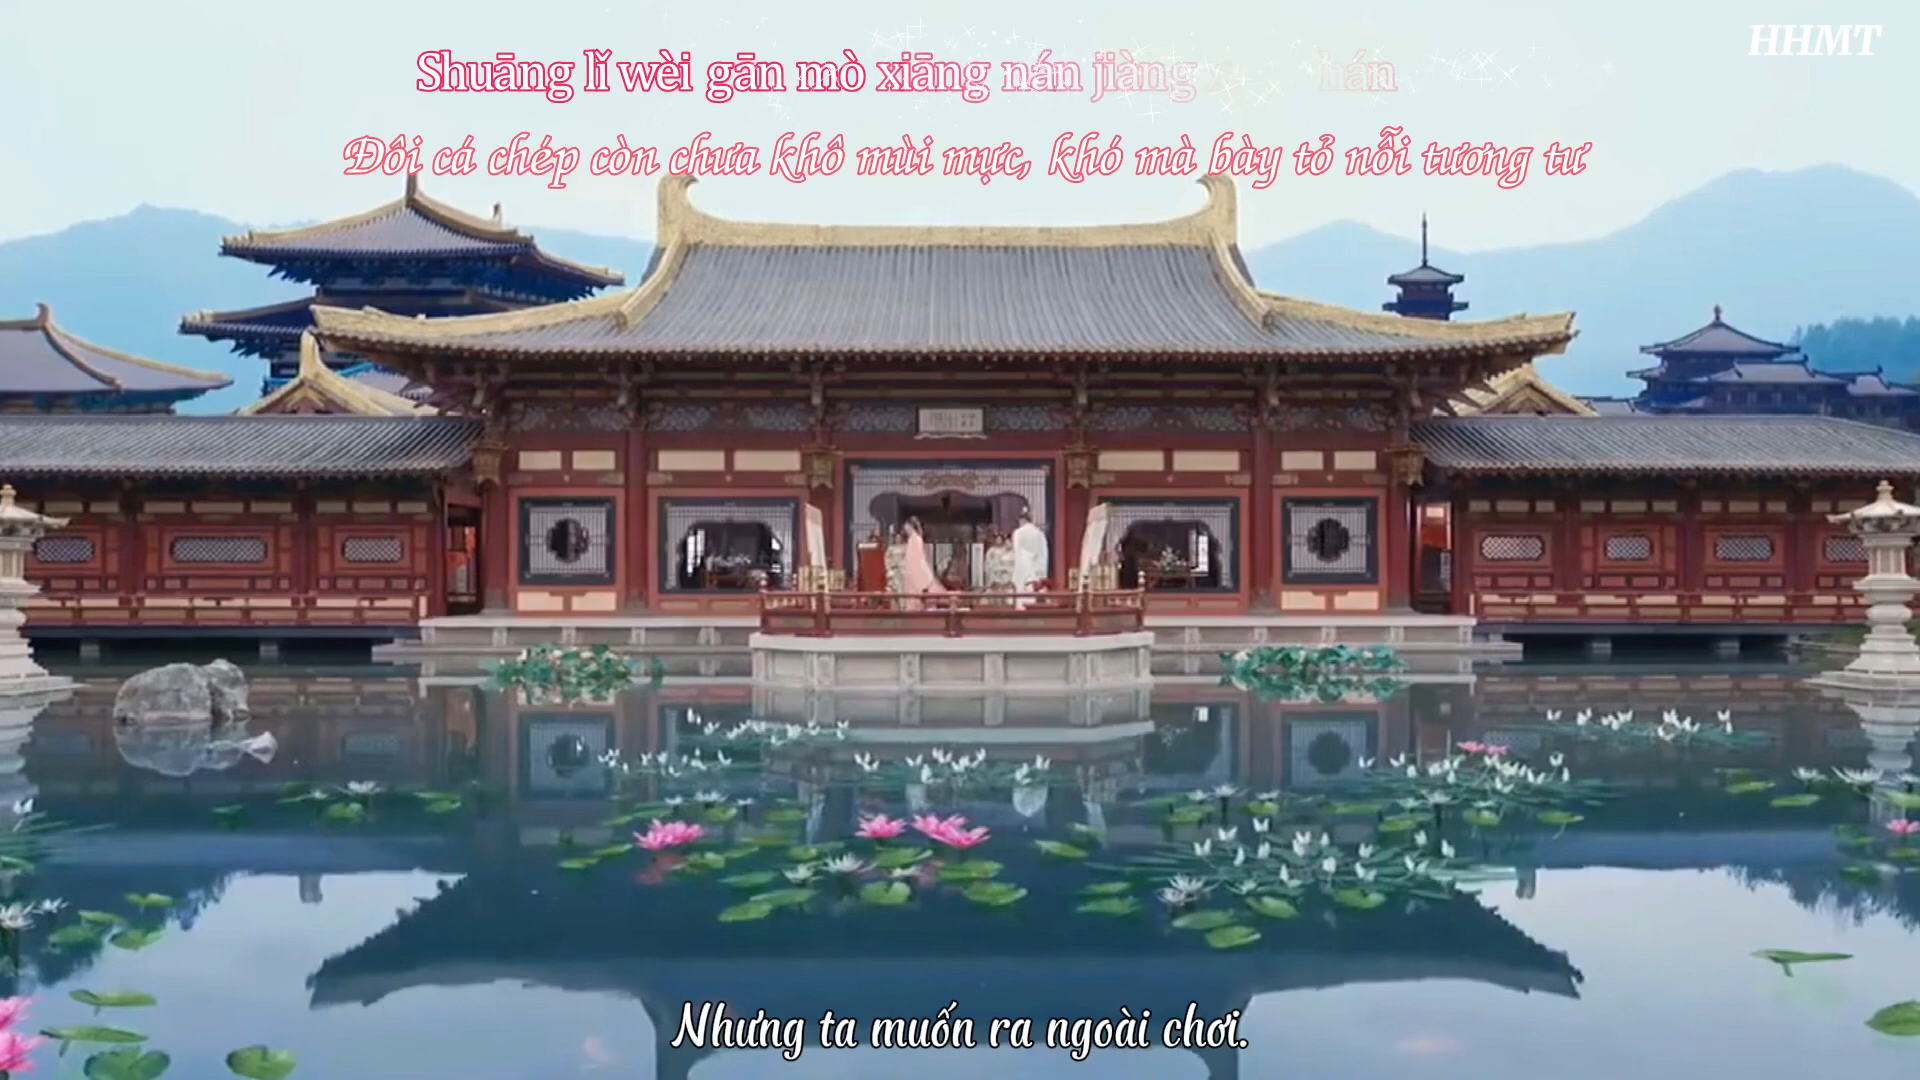 HHMT
Shuāng lǐ wèi gān mò xiāng nán jiàng hán
Đôi cá chép còn chưa khô mùi mực, khó mà bày tỏ nỗi tương tư
Nhưng ta muốn ra ngoài chơi.